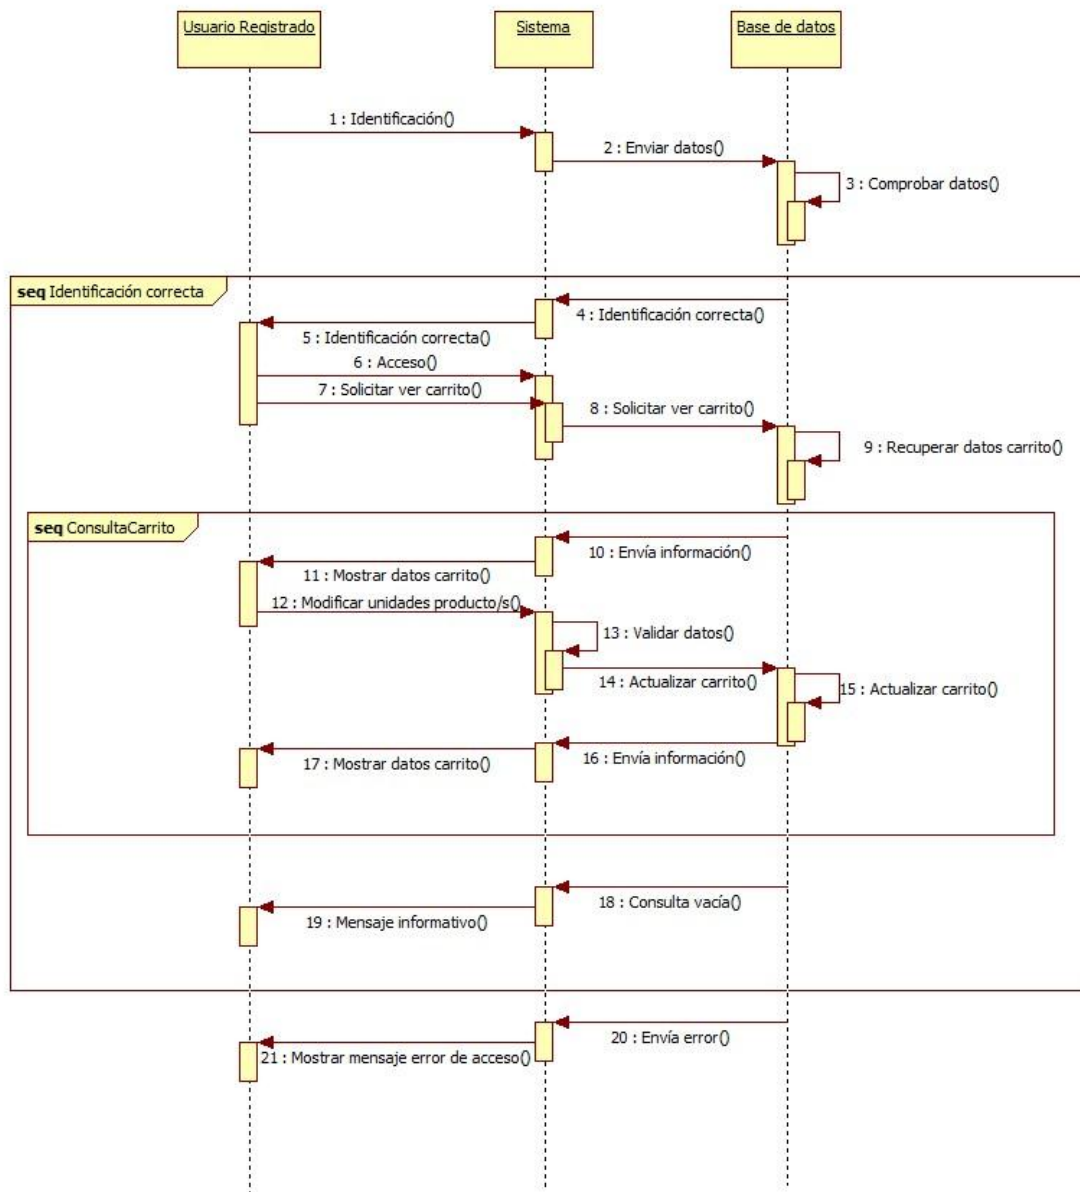 Usuario Registrado
Sistema
Base de datos
1 : Identificación()
2 : Enviar datos()
3 : Comprobar datos()
seq Identificación correcta
4 : Identificación correcta()
5 : Identificación correcta()
6 : Acceso()
7 : Solicitar ver carrito()
8 : Solicitar ver carrito()
9 : Recuperar datos carrito()
seq ConsultaCarrito
10 : Envía información()
11 : Mostrar datos carrito()
12 : Modificar unidades producto/s()
13 : Validar datos()
14 : Actualizar carrito()
15 : Actualizar carrito()
16 : Envía información()
17 : Mostrar datos carrito()
18 : Consulta vacía()
19 : Mensaje informativo()
20 : Envía error()
21 : Mostrar mensaje error de acceso()